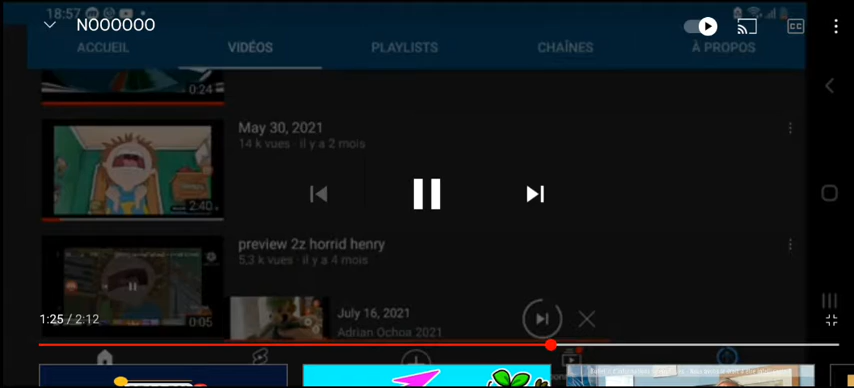 18:57
N000000
CC
ACCUEIL
VIDÉOS
PLAYLISTS
CHAÎNES
À PROPOS
0:24
May 30, 2021
14 k vues · il y a 2 mois
2:40
preview 2z horrid henry
5,3 k vues · il y a 4 mois
0:05
July 16, 2021
Adrian Ochoa 2021
1:25 / 2:12